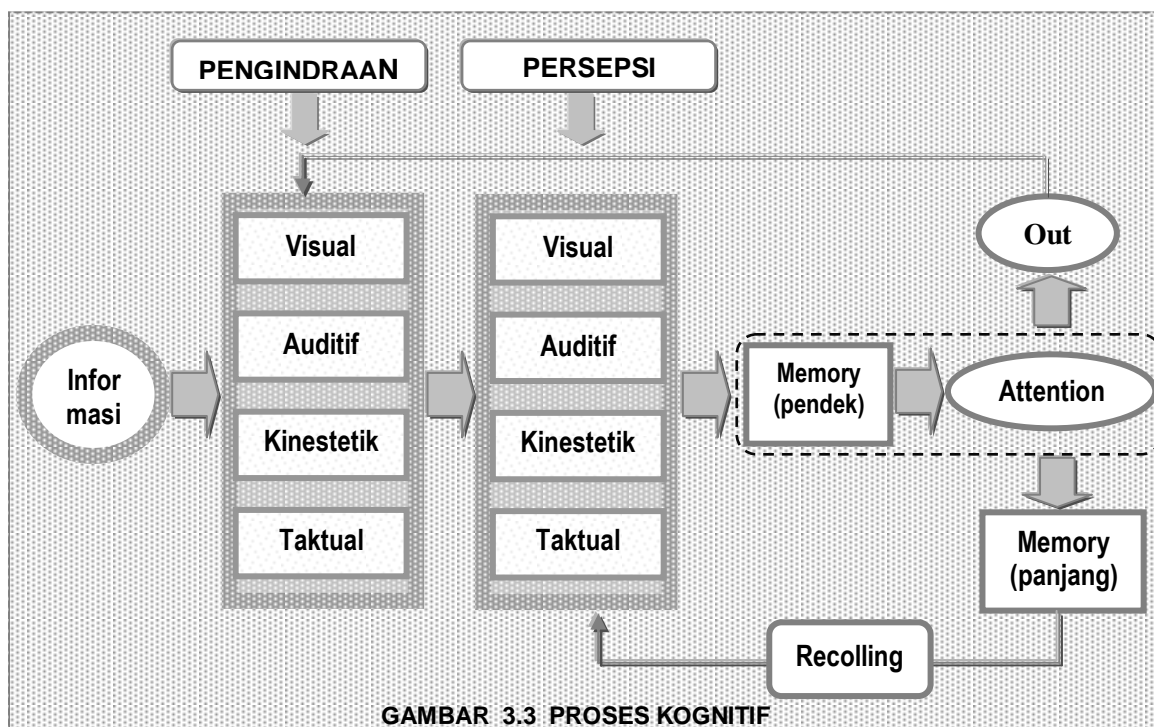 PENGINDRAAN
PERSEPSI
Visual
Auditif
Kinestetik
Taktual
Visual
Auditif
Kinestetik
Taktual
Infor
masi
Memory
(pendek)
Attention
Out
Memory
(panjang)
Recolling
GAMBAR 3.3 PROSES KOGNITIF